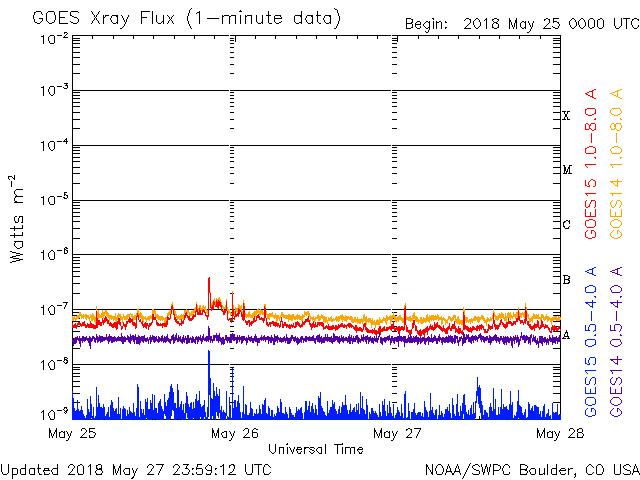 GOES Xray Flux (1-minute data)
Begin: 2018 May 25 0000 UTC
10⁻²
10⁻³
10⁻⁴
10⁻⁵
10⁻⁶
10⁻⁷
10⁻⁸
10⁻⁹
Watts m⁻²
X
M
C
B
A
GOES15 1.0-8.0 A
GOES14 1.0-8.0 A
GOES15 0.5-4.0 A
GOES14 0.5-4.0 A
May 25
May 26
May 27
May 28
Universal Time
Updated 2018 May 27 23:59:12 UTC
NOAA/SWPC Boulder, CO USA